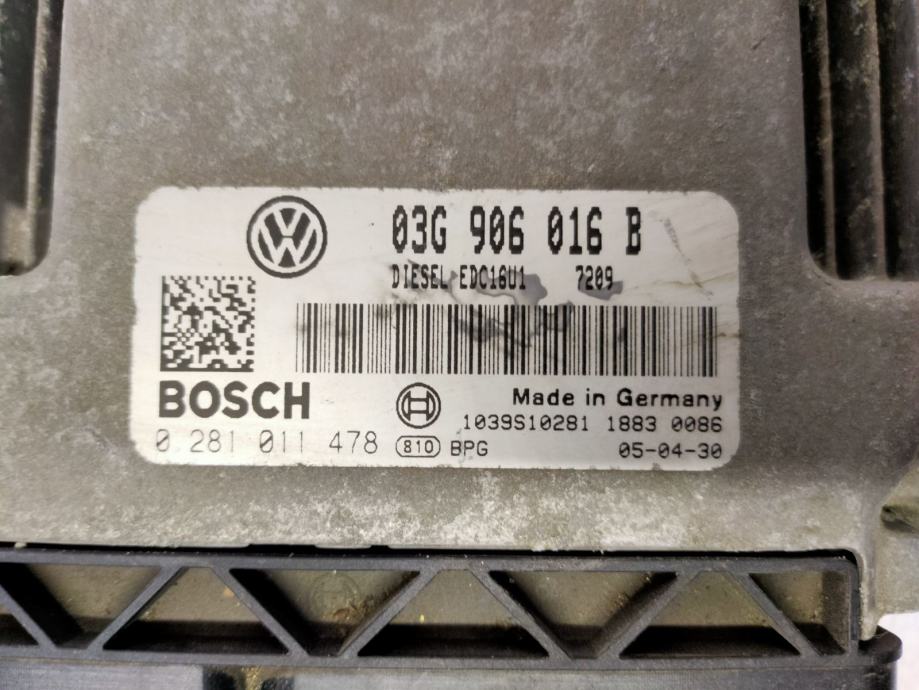 03G 906 016 B
DIESEL EDC16U1 7209
BOSCH
Made in Germany
1039S10281 1883 0086
0 281 011 478 810 BPG 05-04-30